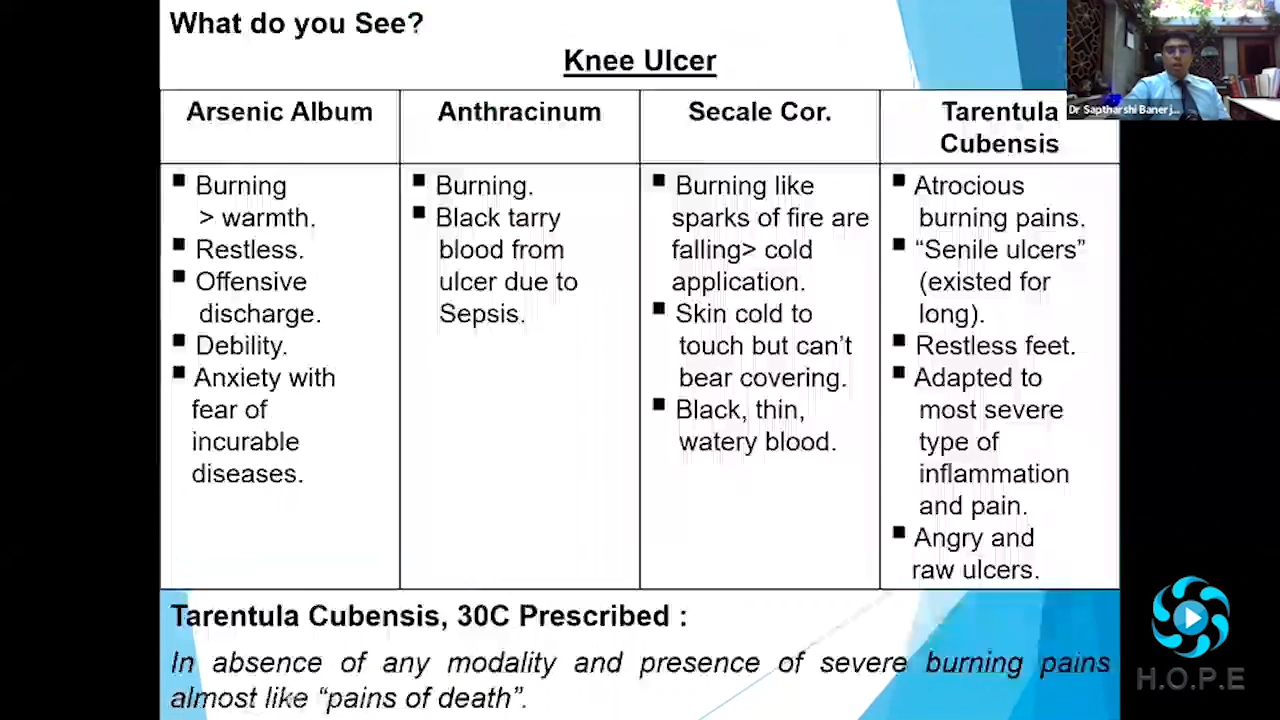 What do you See?
Knee Ulcer
Dr Saptharshi Banerj...
Arsenic Album
Anthracinum
Secale Cor.
Tarentula
Cubensis
Burning
> warmth.
Restless.
Offensive
discharge.
Debility.
Anxiety with
fear of
incurable
diseases.
Burning.
Black tarry
blood from
ulcer due to
Sepsis.
Burning like
sparks of fire are
falling> cold
application.
Skin cold to
touch but can't
bear covering.
Black, thin,
watery blood.
Atrocious
burning pains.
“Senile ulcers”
(existed for
long).
Restless feet.
Adapted to
most severe
type of
inflammation
and pain.
Angry and
raw ulcers.
Tarentula Cubensis, 30C Prescribed :
In absence of any modality and presence of severe burning pains
almost like “pains of death”.
H.O.P.E